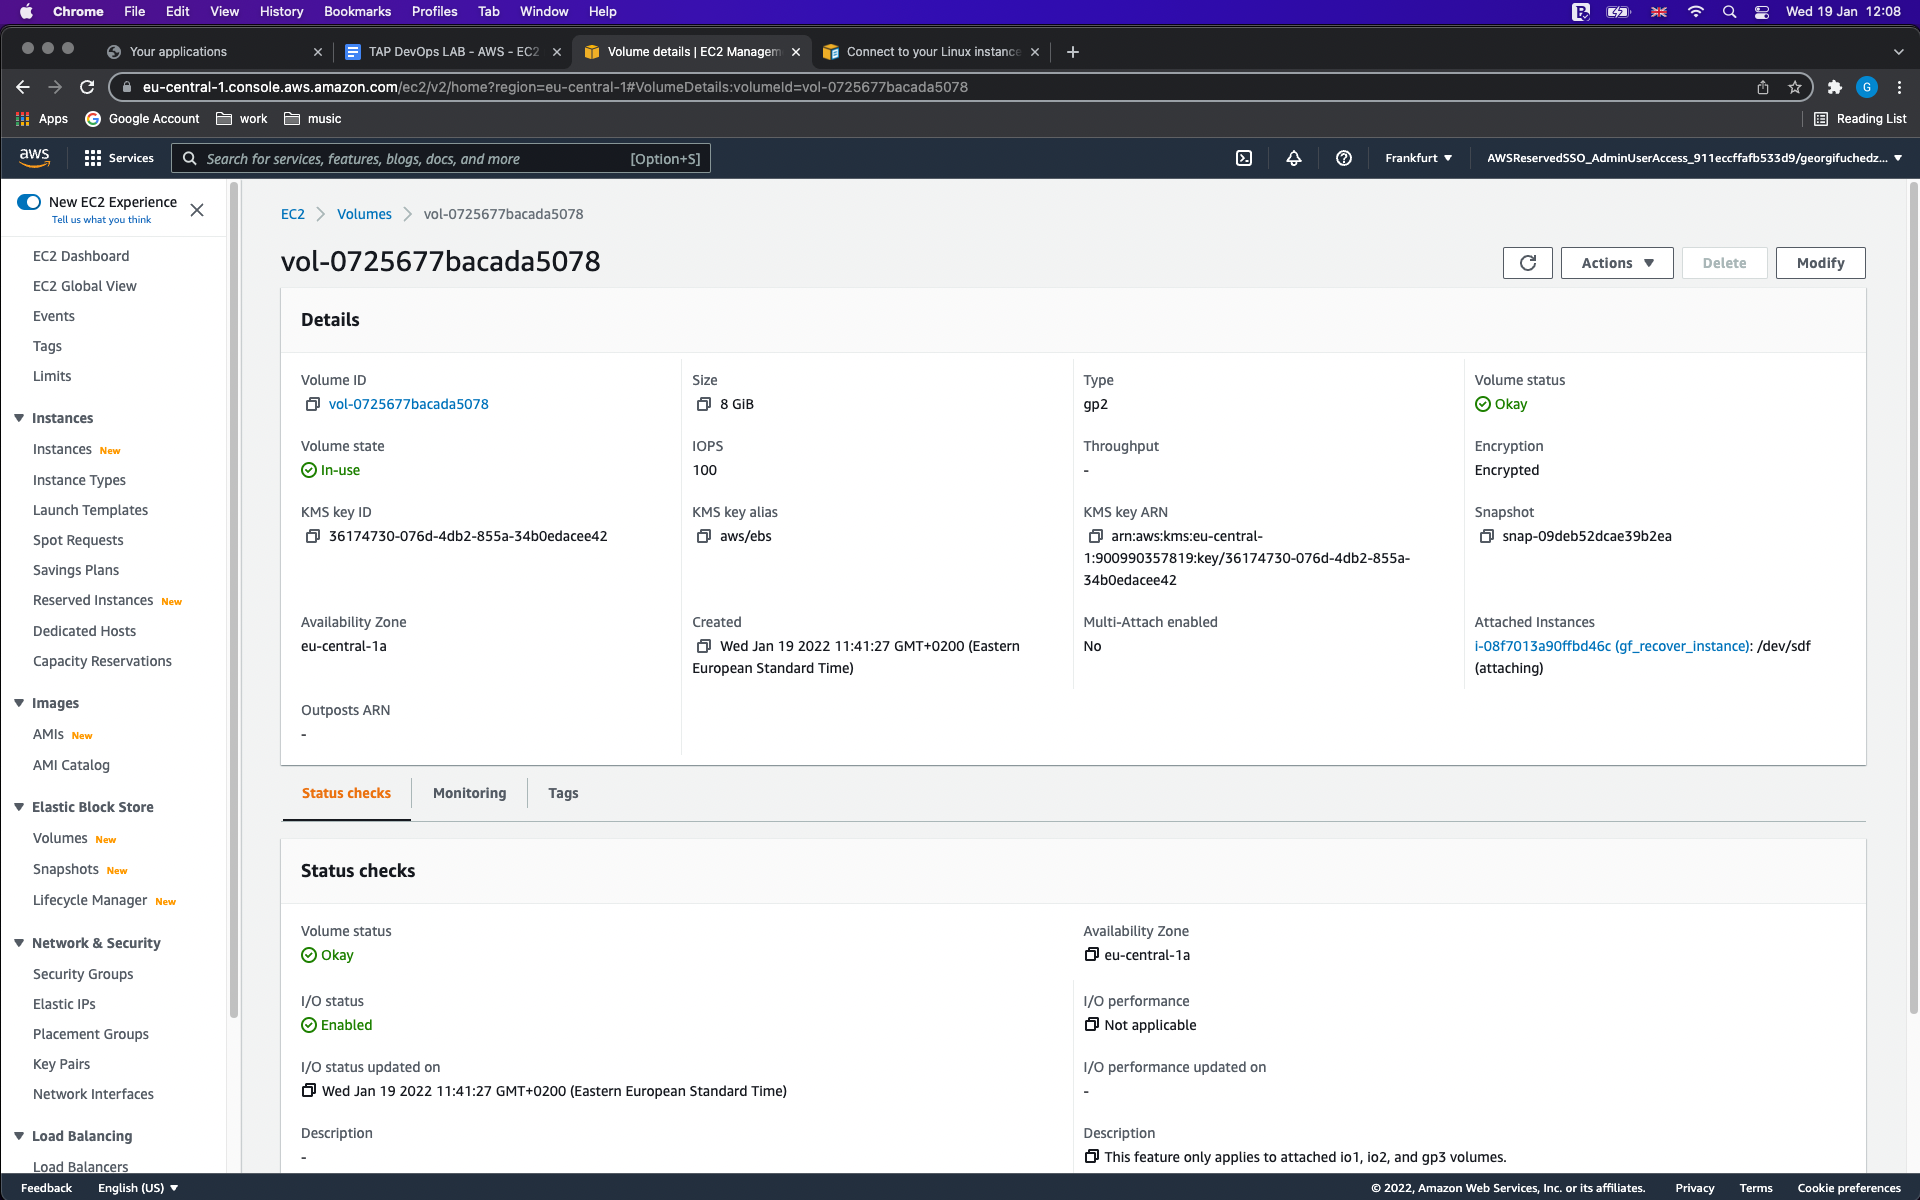 Chrome File Edit View History Bookmarks Profiles Tab Window Help Wed 19 Jan 12:08
Your applications
TAP DevOps LAB - AWS - EC2
Volume details | EC2 Managem
Connect to your Linux instance
eu-central-1.console.aws.amazon.com/ec2/v2/home?region=eu-central-1#VolumeDetails:volumeId=vol-0725677bacada5078
G
Apps Google Account work music Reading List
aws Services Search for services, features, blogs, docs, and more [Option+S] Frankfurt AWSReservedSSO_AdminUserAccess_911eccffafb533d9/georgifuchedz...
New EC2 Experience
Tell us what you think
EC2 Dashboard
EC2 Global View
Events
Tags
Limits
Instances
Instances New
Instance Types
Launch Templates
Spot Requests
Savings Plans
Reserved Instances New
Dedicated Hosts
Capacity Reservations
Images
AMIs New
AMI Catalog
Elastic Block Store
Volumes New
Snapshots New
Lifecycle Manager New
Network & Security
Security Groups
Elastic IPs
Placement Groups
Key Pairs
Network Interfaces
Load Balancing
Load Balancers
EC2 Volumes vol-0725677bacada5078
vol-0725677bacada5078
Actions Delete Modify
Details
Volume ID
vol-0725677bacada5078
Size
8 GiB
Type
gp2
Volume status
Okay
Volume state
In-use
IOPS
100
Throughput
-
Encryption
Encrypted
KMS key ID
36174730-076d-4db2-855a-34b0edacee42
KMS key alias
aws/ebs
KMS key ARN
arn:aws:kms:eu-central-
1:900990357819:key/36174730-076d-4db2-855a-
34b0edacee42
Snapshot
snap-09deb52dcae39b2ea
Availability Zone
eu-central-1a
Created
Wed Jan 19 2022 11:41:27 GMT+0200 (Eastern
European Standard Time)
Multi-Attach enabled
No
Attached Instances
i-08f7013a90ffbd46c (gf_recover_instance): /dev/sdf
(attaching)
Outposts ARN
-
Status checks Monitoring Tags
Status checks
Volume status
Okay
Availability Zone
eu-central-1a
I/O status
Enabled
I/O performance
Not applicable
I/O status updated on
Wed Jan 19 2022 11:41:27 GMT+0200 (Eastern European Standard Time)
I/O performance updated on
-
Description
-
Description
This feature only applies to attached io1, io2, and gp3 volumes.
Feedback English (US) © 2022, Amazon Web Services, Inc. or its affiliates. Privacy Terms Cookie preferences